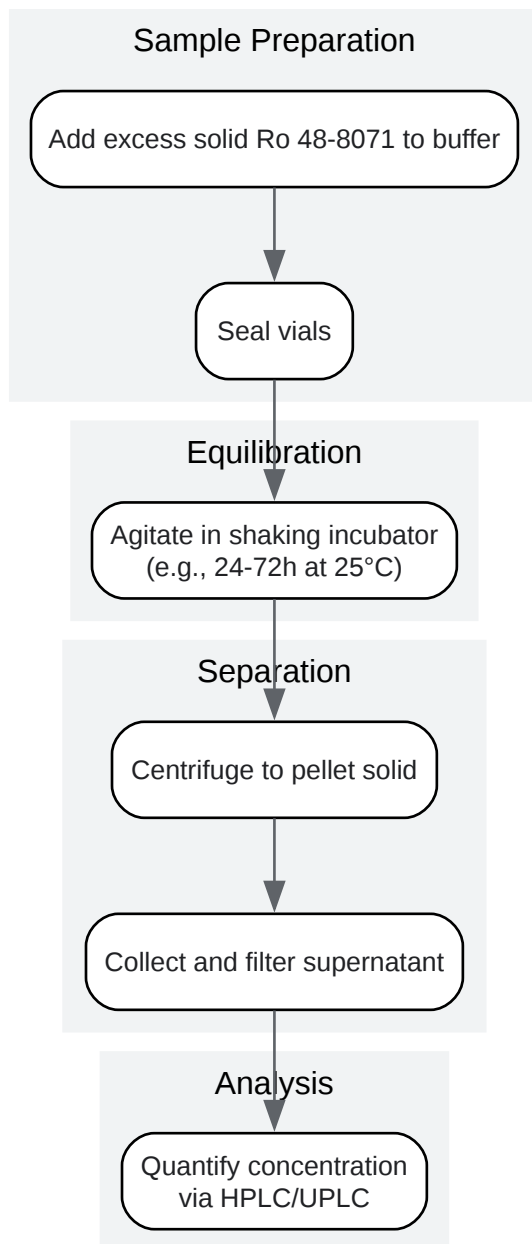 Sample Preparation
Add excess solid Ro 48-8071 to buffer
Seal vials
Equilibration
Agitate in shaking incubator
(e.g., 24-72h at 25°C)
Separation
Centrifuge to pellet solid
Collect and filter supernatant
Analysis
Quantify concentration
via HPLC/UPLC